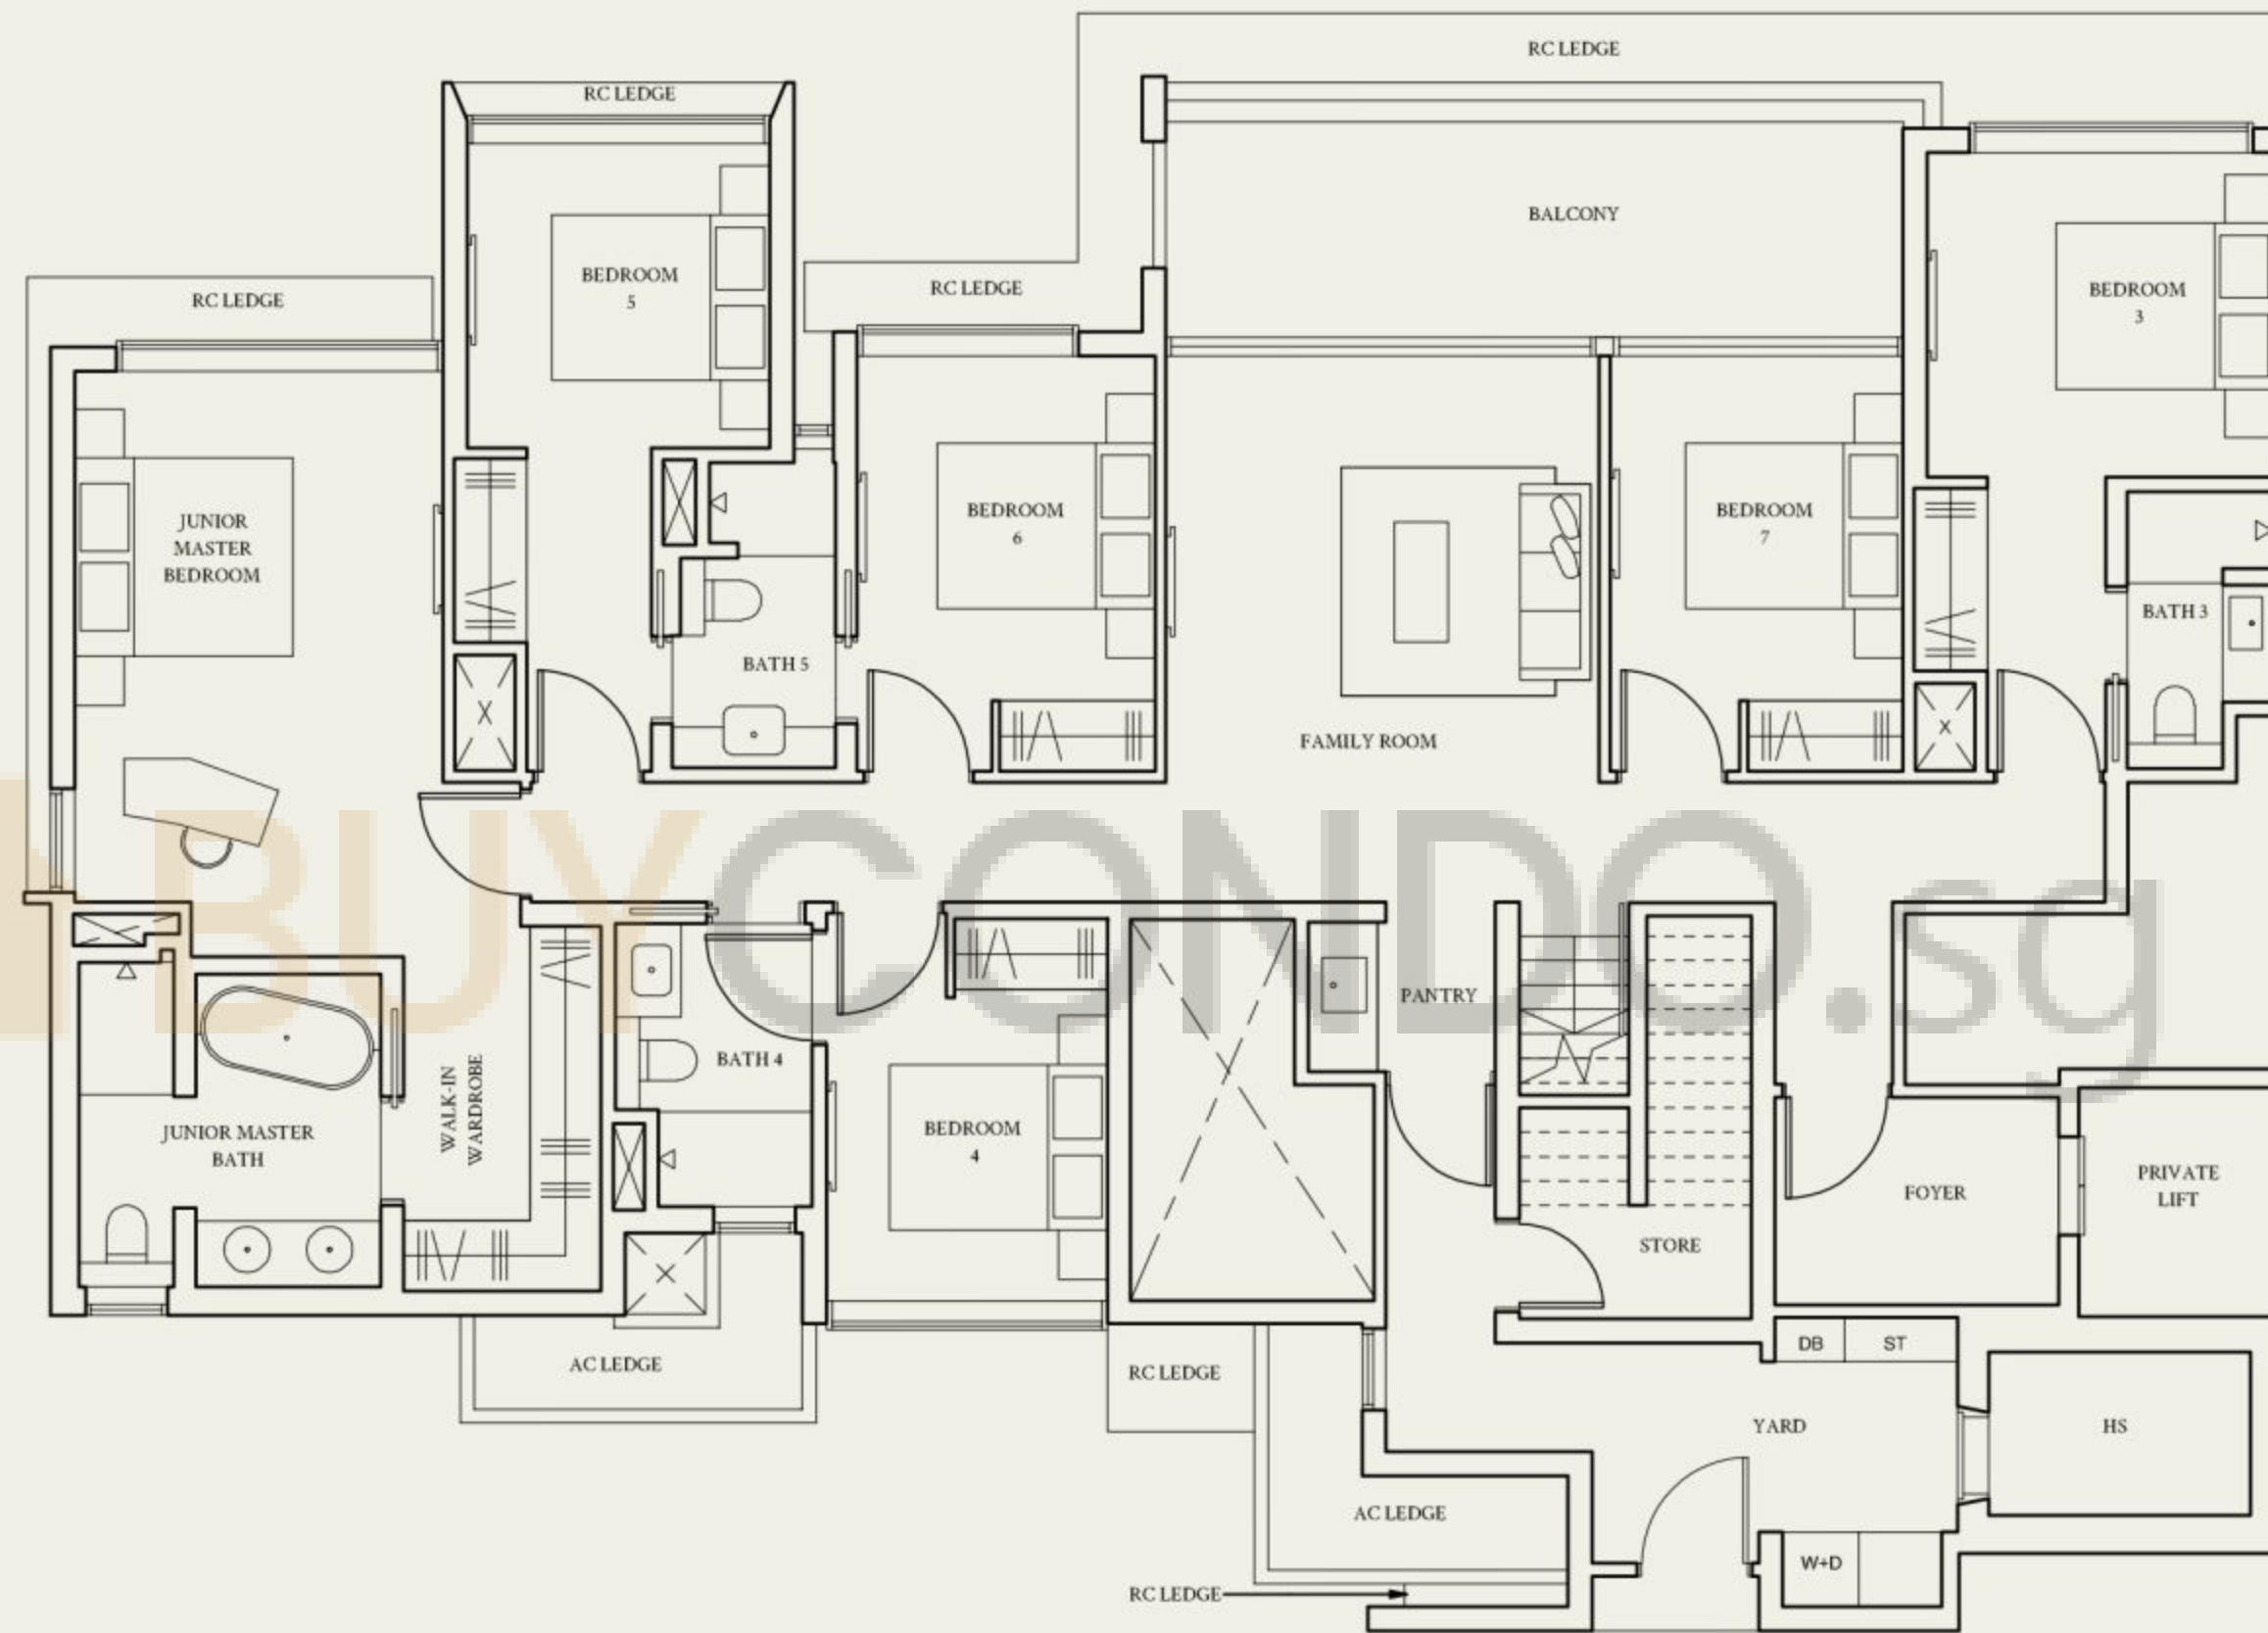 RC LEDGE
RC LEDGE
BALCONY
BEDROOM
5
RC LEDGE
RC LEDGE
BEDROOM
3
JUNIOR
MASTER
BEDROOM
BEDROOM
6
BEDROOM
7
BATH 3
BATH 5
FAMILY ROOM
BUYCONDO.sg
PANTRY
BATH 4
WALK-IN
WARDROBE
JUNIOR MASTER
BATH
BEDROOM
4
FOYER
PRIVATE
LIFT
STORE
DB
ST
AC LEDGE
RC LEDGE
YARD
HS
AC LEDGE
W+D
RC LEDGE